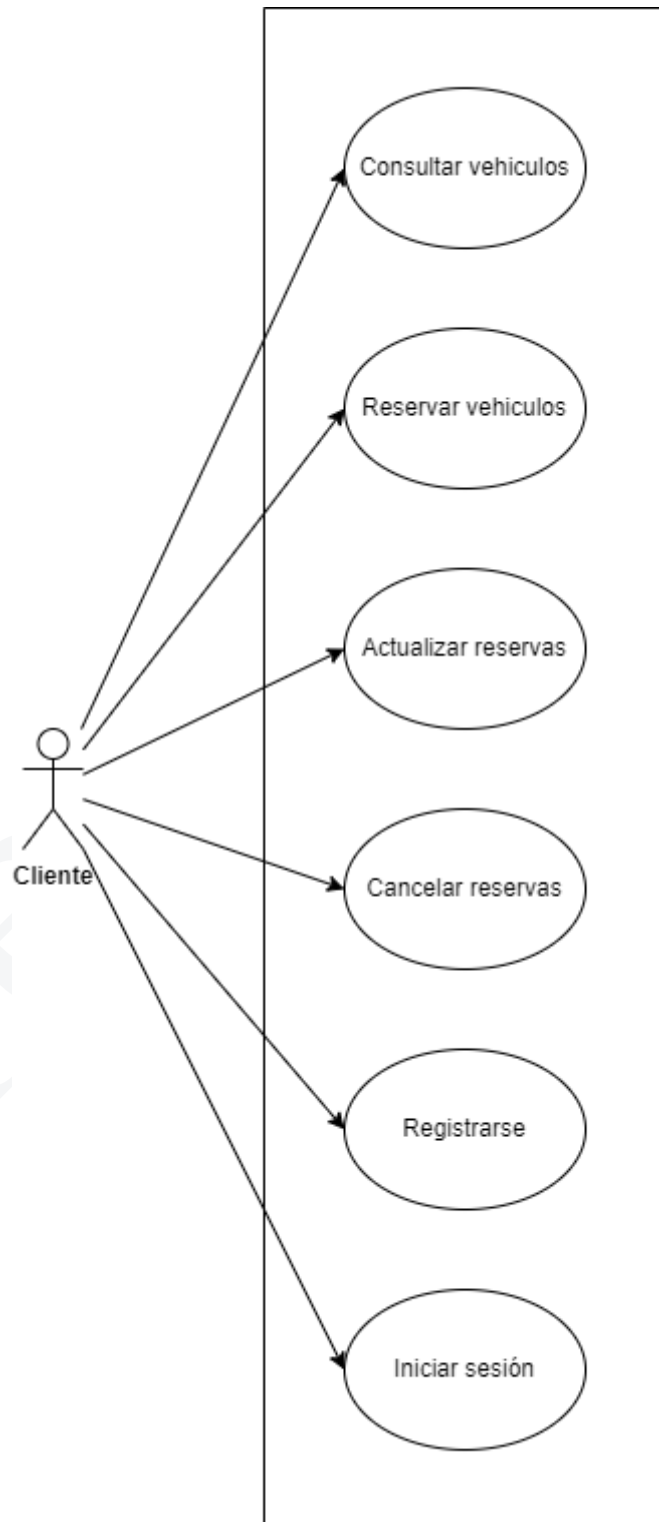 Consultar vehiculos
Reservar vehiculos
Actualizar reservas
Cliente
Cancelar reservas
Registrarse
Iniciar sesión